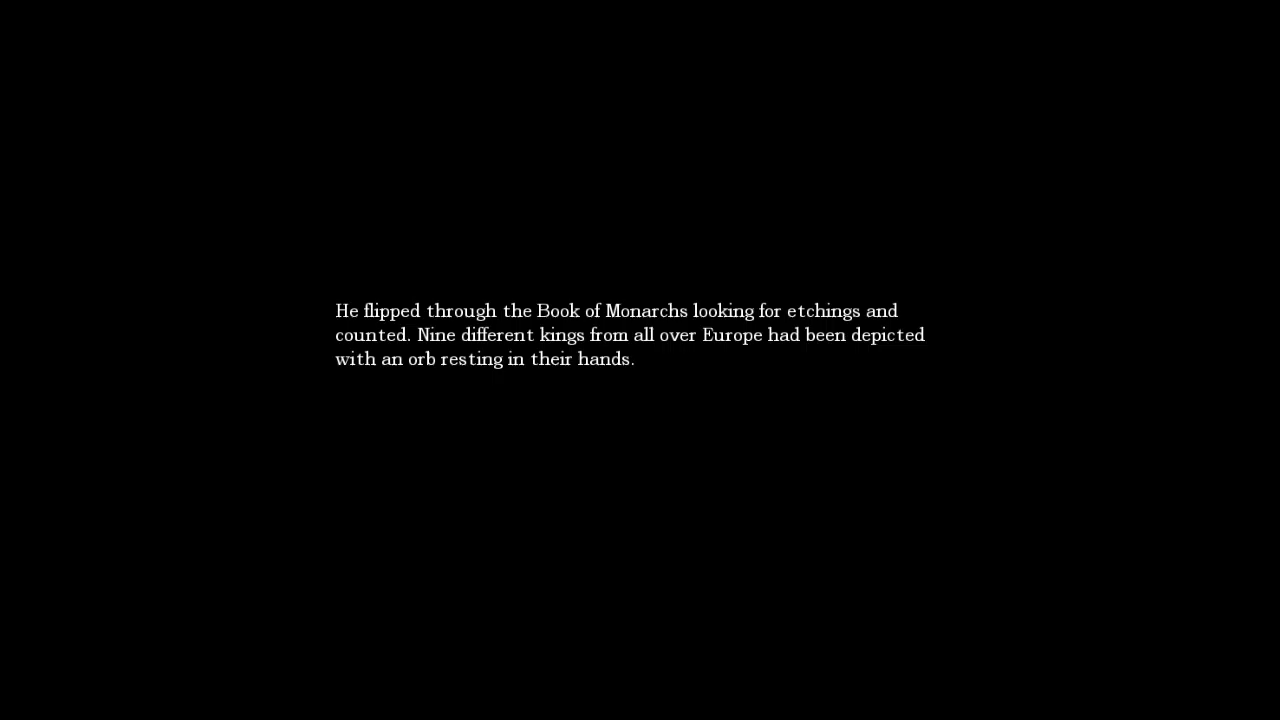 He flipped through the Book of Monarchs looking for etchings and
counted. Nine different kings from all over Europe had been depicted
with an orb resting in their hands.